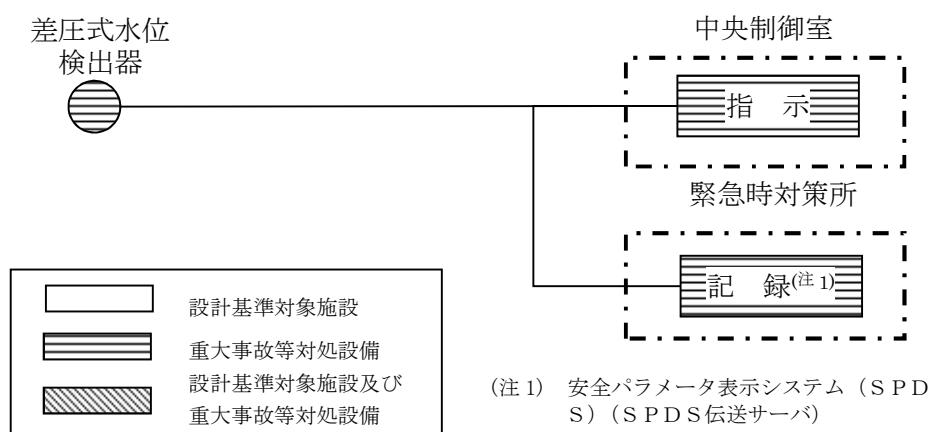 差圧式水位
検出器
中央制御室
指　示
緊急時対策所
記　録(注 1)
設計基準対象施設
重大事故等対処設備
設計基準対象施設及び
重大事故等対処設備
(注 1)　安全パラメータ表示システム（ＳＰＤ
Ｓ）（ＳＰＤＳ伝送サーバ）